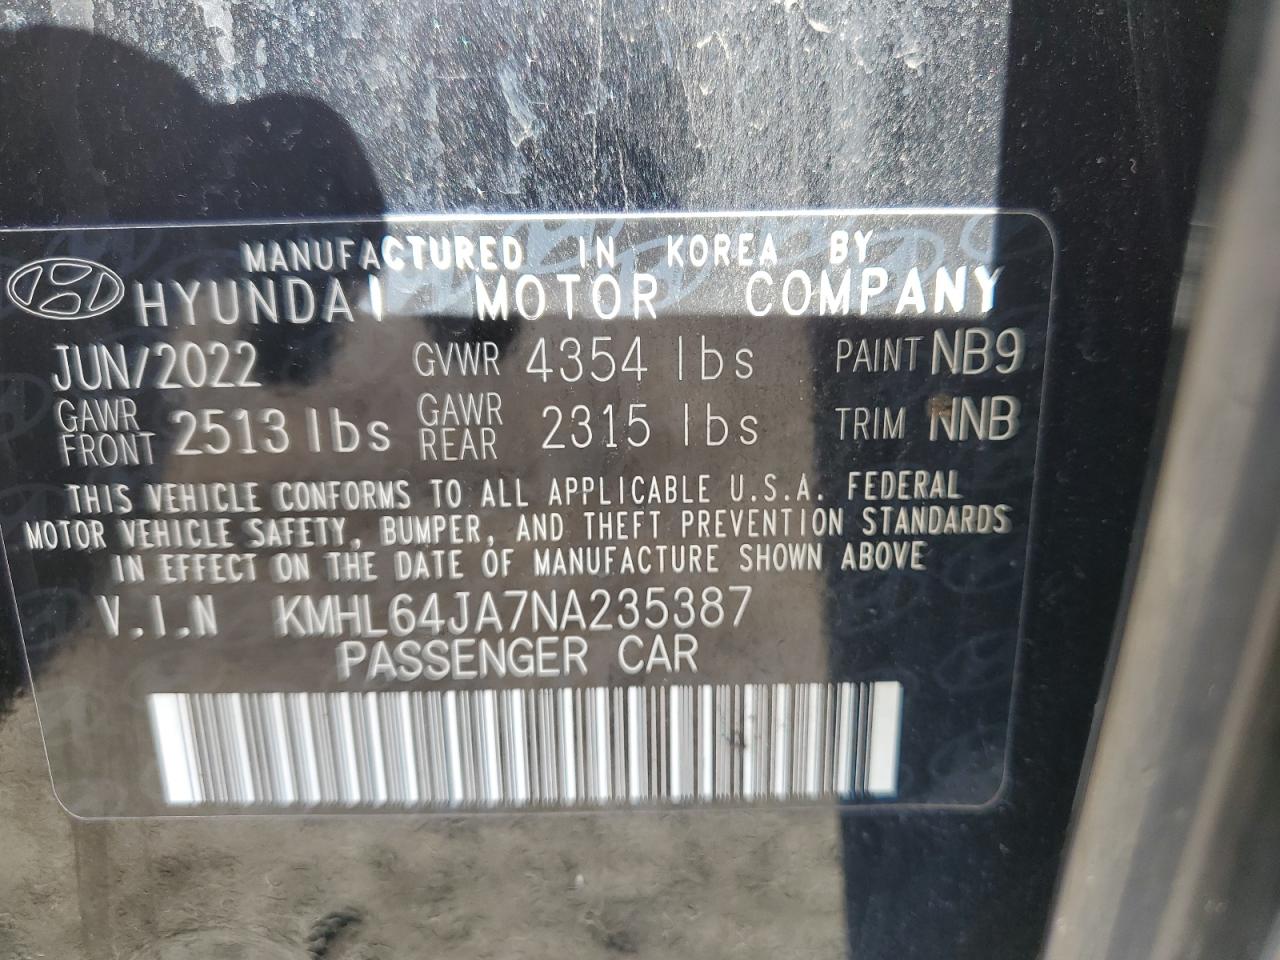 MANUFACTURED IN KOREA BY
HYUNDAI MOTOR COMPANY
JUN/2022 GVWR 4354 lbs PAINT NB9
GAWR FRONT 2513 lbs GAWR REAR 2315 lbs TRIM NNB
THIS VEHICLE CONFORMS TO ALL APPLICABLE U.S.A. FEDERAL
MOTOR VEHICLE SAFETY, BUMPER, AND THEFT PREVENTION STANDARDS
IN EFFECT ON THE DATE OF MANUFACTURE SHOWN ABOVE
V.I.N KMHL64JA7NA235387
PASSENGER CAR